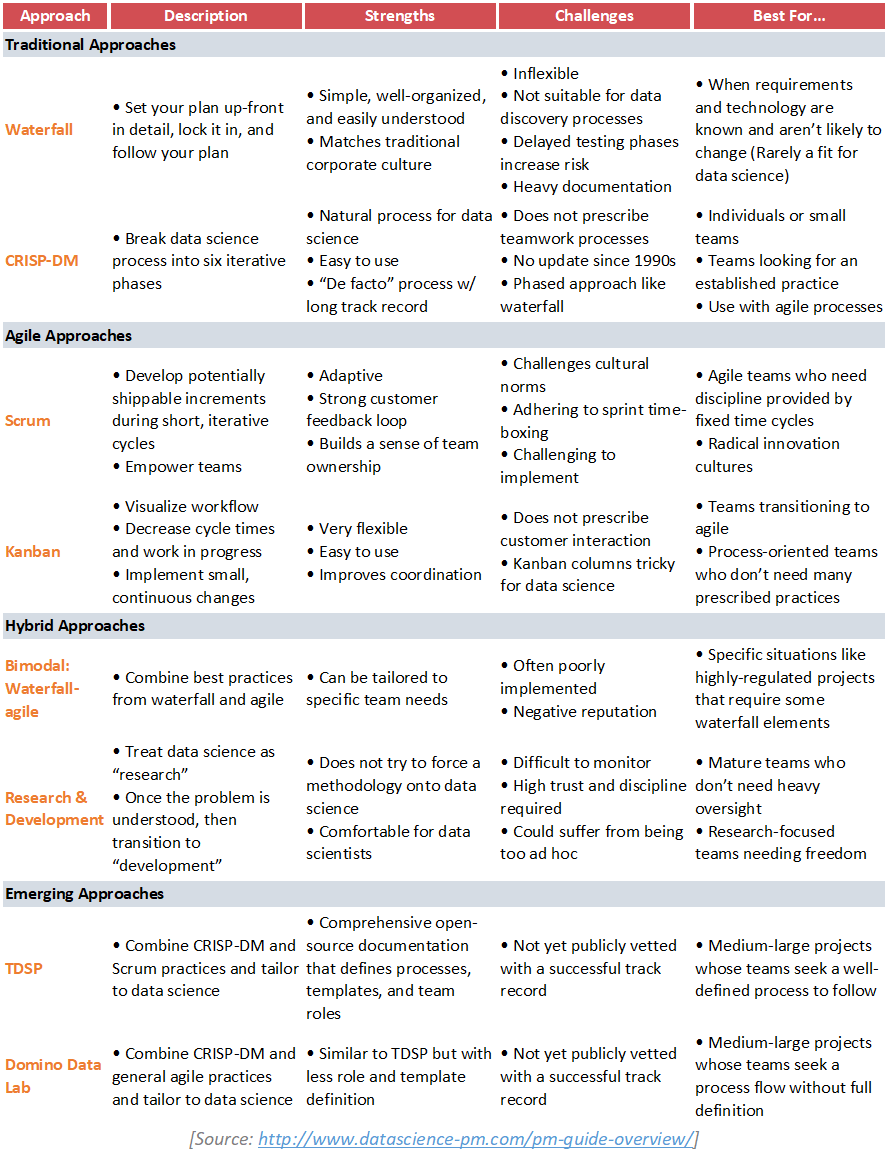 Approach Description Strengths Challenges Best For...
Traditional Approaches
Waterfall
• Set your plan up-front
in detail, lock it in, and
follow your plan
• Simple, well-organized,
and easily understood
• Matches traditional
corporate culture
• Inflexible
• Not suitable for data
discovery processes
• Delayed testing phases
increase risk
• Heavy documentation
• When requirements
and technology are
known and aren’t likely to
change (Rarely a fit for
data science)
CRISP-DM
• Break data science
process into six iterative
phases
• Natural process for data
science
• Easy to use
• “De facto” process w/
long track record
• Does not prescribe
teamwork processes
• No update since 1990s
• Phased approach like
waterfall
• Individuals or small
teams
• Teams looking for an
established practice
• Use with agile processes
Agile Approaches
Scrum
• Develop potentially
shippable increments
during short, iterative
cycles
• Empower teams
• Adaptive
• Strong customer
feedback loop
• Builds a sense of team
ownership
• Challenges cultural
norms
• Adhering to sprint time-
boxing
• Challenging to
implement
• Agile teams who need
discipline provided by
fixed time cycles
• Radical innovation
cultures
Kanban
• Visualize workflow
• Decrease cycle times
and work in progress
• Implement small,
continuous changes
• Very flexible
• Easy to use
• Improves coordination
• Does not prescribe
customer interaction
• Kanban columns tricky
for data science
• Teams transitioning to
agile
• Process-oriented teams
who don’t need many
prescribed practices
Hybrid Approaches
Bimodal:
Waterfall-
agile
• Combine best practices
from waterfall and agile
• Can be tailored to
specific team needs
• Often poorly
implemented
• Negative reputation
• Specific situations like
highly-regulated projects
that require some
waterfall elements
Research &
Development
• Treat data science as
“research”
• Once the problem is
understood, then
transition to
“development”
• Does not try to force a
methodology onto data
science
• Comfortable for data
scientists
• Difficult to monitor
• High trust and discipline
required
• Could suffer from being
too ad hoc
• Mature teams who
don’t need heavy
oversight
• Research-focused
teams needing freedom
Emerging Approaches
TDSP
• Combine CRISP-DM and
Scrum practices and tailor
to data science
• Comprehensive open-
source documentation
that defines processes,
templates, and team
roles
• Not yet publicly vetted
with a successful track
record
• Medium-large projects
whose teams seek a well-
defined process to follow
Domino Data
Lab
• Combine CRISP-DM and
general agile practices
and tailor to data science
• Similar to TDSP but with
less role and template
definition
• Not yet publicly vetted
with a successful track
record
• Medium-large projects
whose teams seek a
process flow without full
definition
[Source: http://www.datascience-pm.com/pm-guide-overview/]